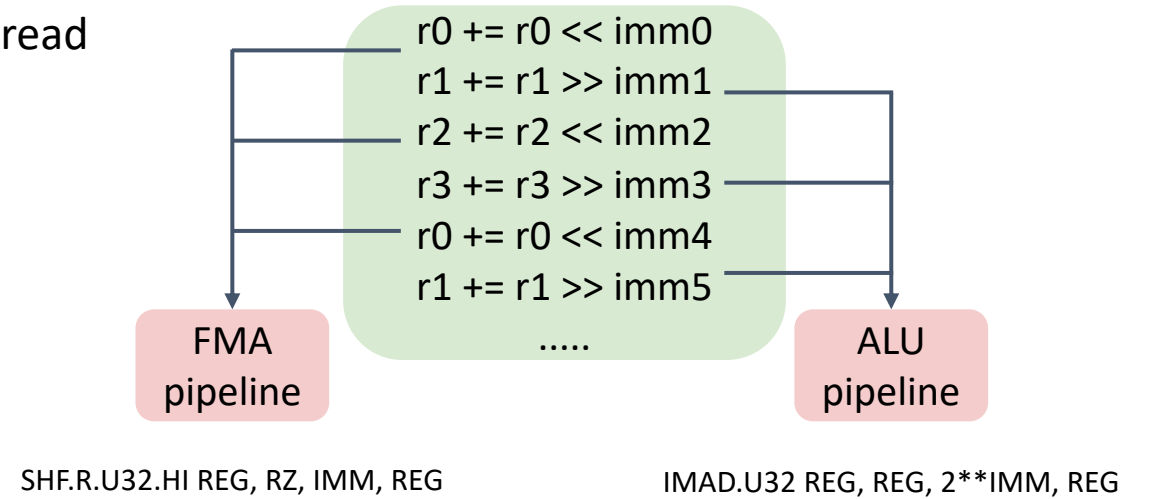 read
r0 += r0 << imm0
r1 += r1 >> imm1
r2 += r2 << imm2
r3 += r3 >> imm3
r0 += r0 << imm4
r1 += r1 >> imm5
.....
FMA
pipeline
ALU
pipeline
SHF.R.U32.HI REG, RZ, IMM, REG
IMAD.U32 REG, REG, 2**IMM, REG